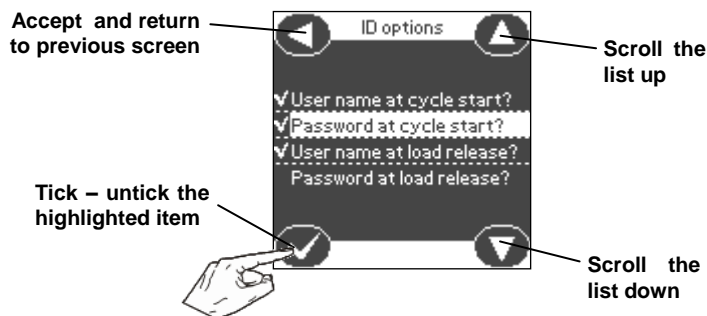 Accept and return
to previous screen
ID options
Scroll the
list up
User name at cycle start?
Password at cycle start?
User name at load release?
Password at load release?
Tick – untick the
highlighted item
Scroll the
list down